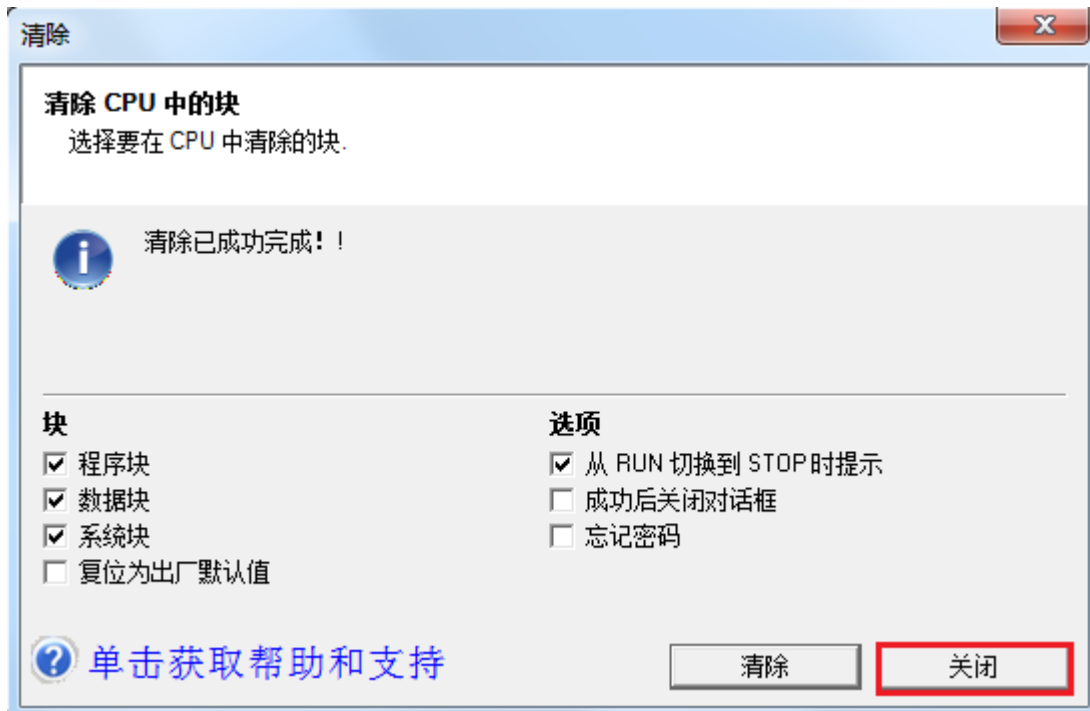 清除
清除 CPU 中的块
选择要在 CPU 中清除的块.
清除已成功完成! !
块
选项
程序块
从 RUN 切换到 STOP时提示
数据块
成功后关闭对话框
系统块
忘记密码
复位为出厂默认值
单击获取帮助和支持
清除
关闭